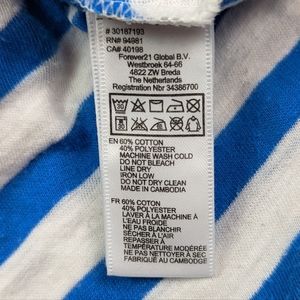 # 30187193
RN# 94981
CA# 40198
Forever21 Global B.V.
Westbroek 64-66
4822 ZW Breda
The Netherlands
Registration Nbr 34386700
30
EN 60% COTTON
40% POLYESTER
MACHINE WASH COLD
DO NOT BLEACH
LINE DRY
IRON LOW
DO NOT DRY CLEAN
MADE IN CAMBODIA
FR 60% COTON
40% POLYESTER
LAVER À LA MACHINE À
L'EAU FROIDE
NE PAS BLANCHIR
SÉCHER À L'AIR
REPASSER À
TEMPÉRATURE MODÉRÉE
NE PAS NETTOYER À SEC
FABRIQUÉ AU CAMBODGE